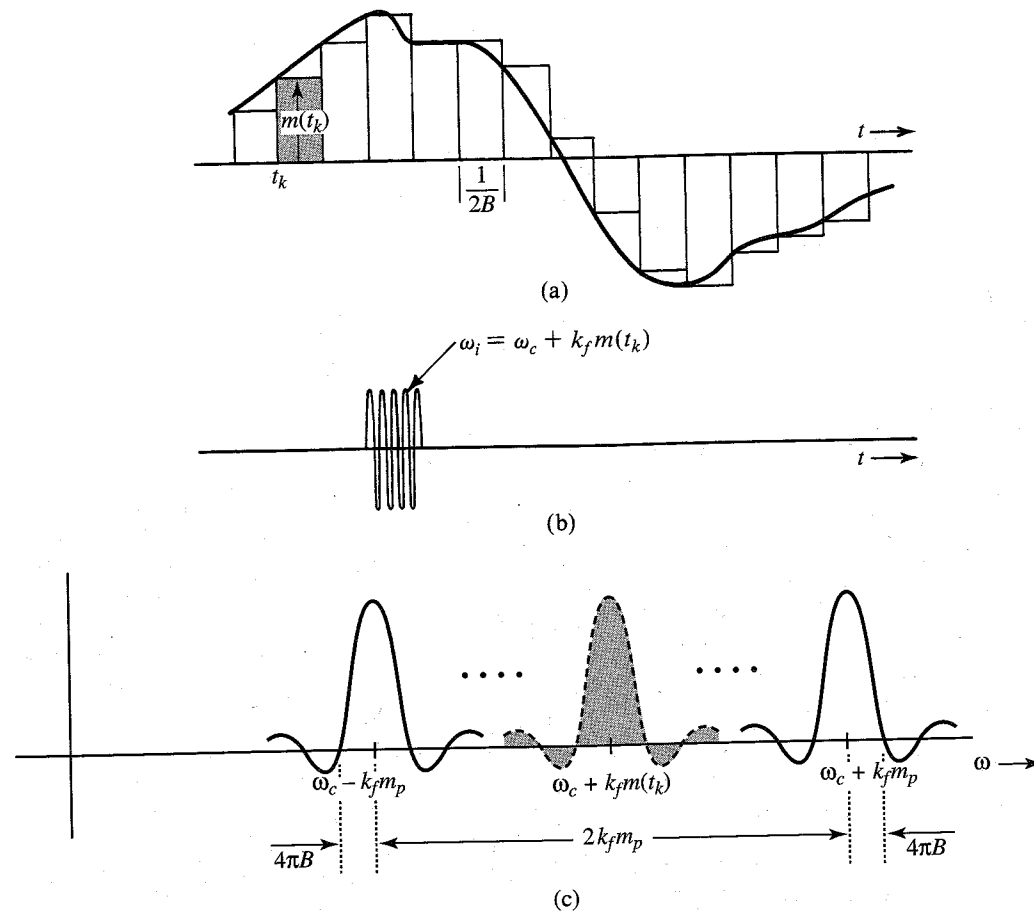 m(t_k)
t
t_k
1/2B
(a)
ω_i = ω_c + k_f m(t_k)
t
(b)
ω_c − k_f m_p
ω_c + k_f m(t_k)
ω_c + k_f m_p
ω
4πB
2k_f m_p
4πB
(c)